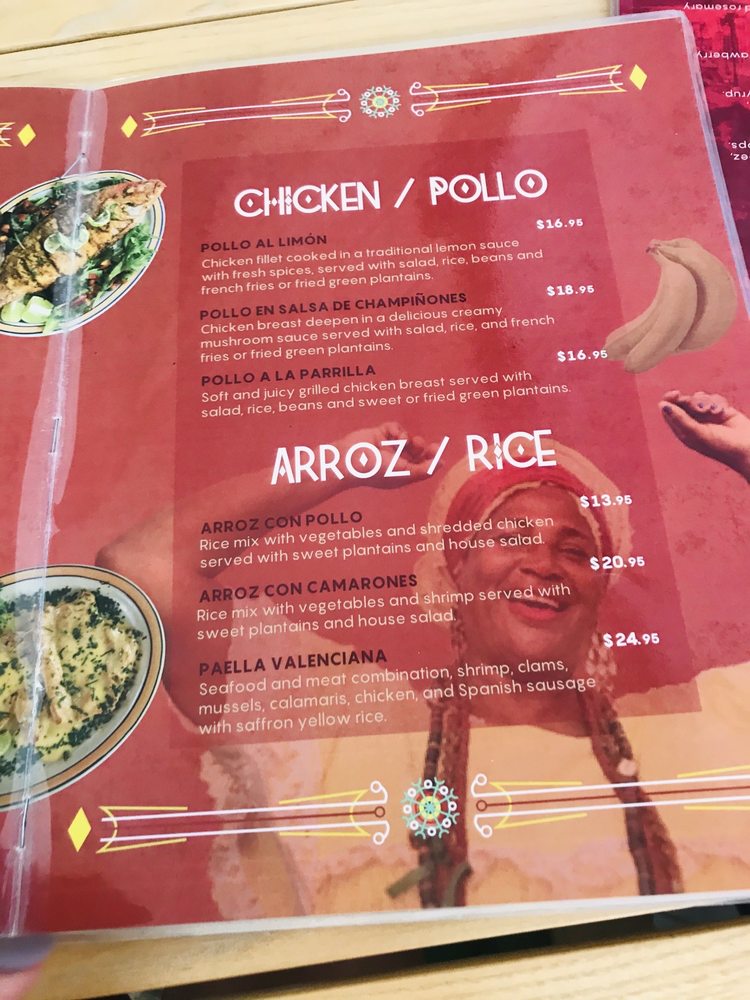 CHICKEN / POLLO
$16.95
POLLO AL LIMÓN
Chicken fillet cooked in a traditional lemon sauce
with fresh spices, served with salad, rice, beans and
french fries or fried green plantains.
$18.95
POLLO EN SALSA DE CHAMPIÑONES
Chicken breast deepen in a delicious creamy
mushroom sauce served with salad, rice, and french
fries or fried green plantains.
$16.95
POLLO A LA PARRILLA
Soft and juicy grilled chicken breast served with
salad, rice, beans and sweet or fried green plantains.
ARROZ / RICE
$13.95
ARROZ CON POLLO
Rice mix with vegetables and shredded chicken
served with sweet plantains and house salad.
$20.95
ARROZ CON CAMARONES
Rice mix with vegetables and shrimp served with
sweet plantains and house salad.
$24.95
PAELLA VALENCIANA
Seafood and meat combination, shrimp, clams,
mussels, calamaris, chicken, and Spanish sausage
with saffron yellow rice.
rosemary